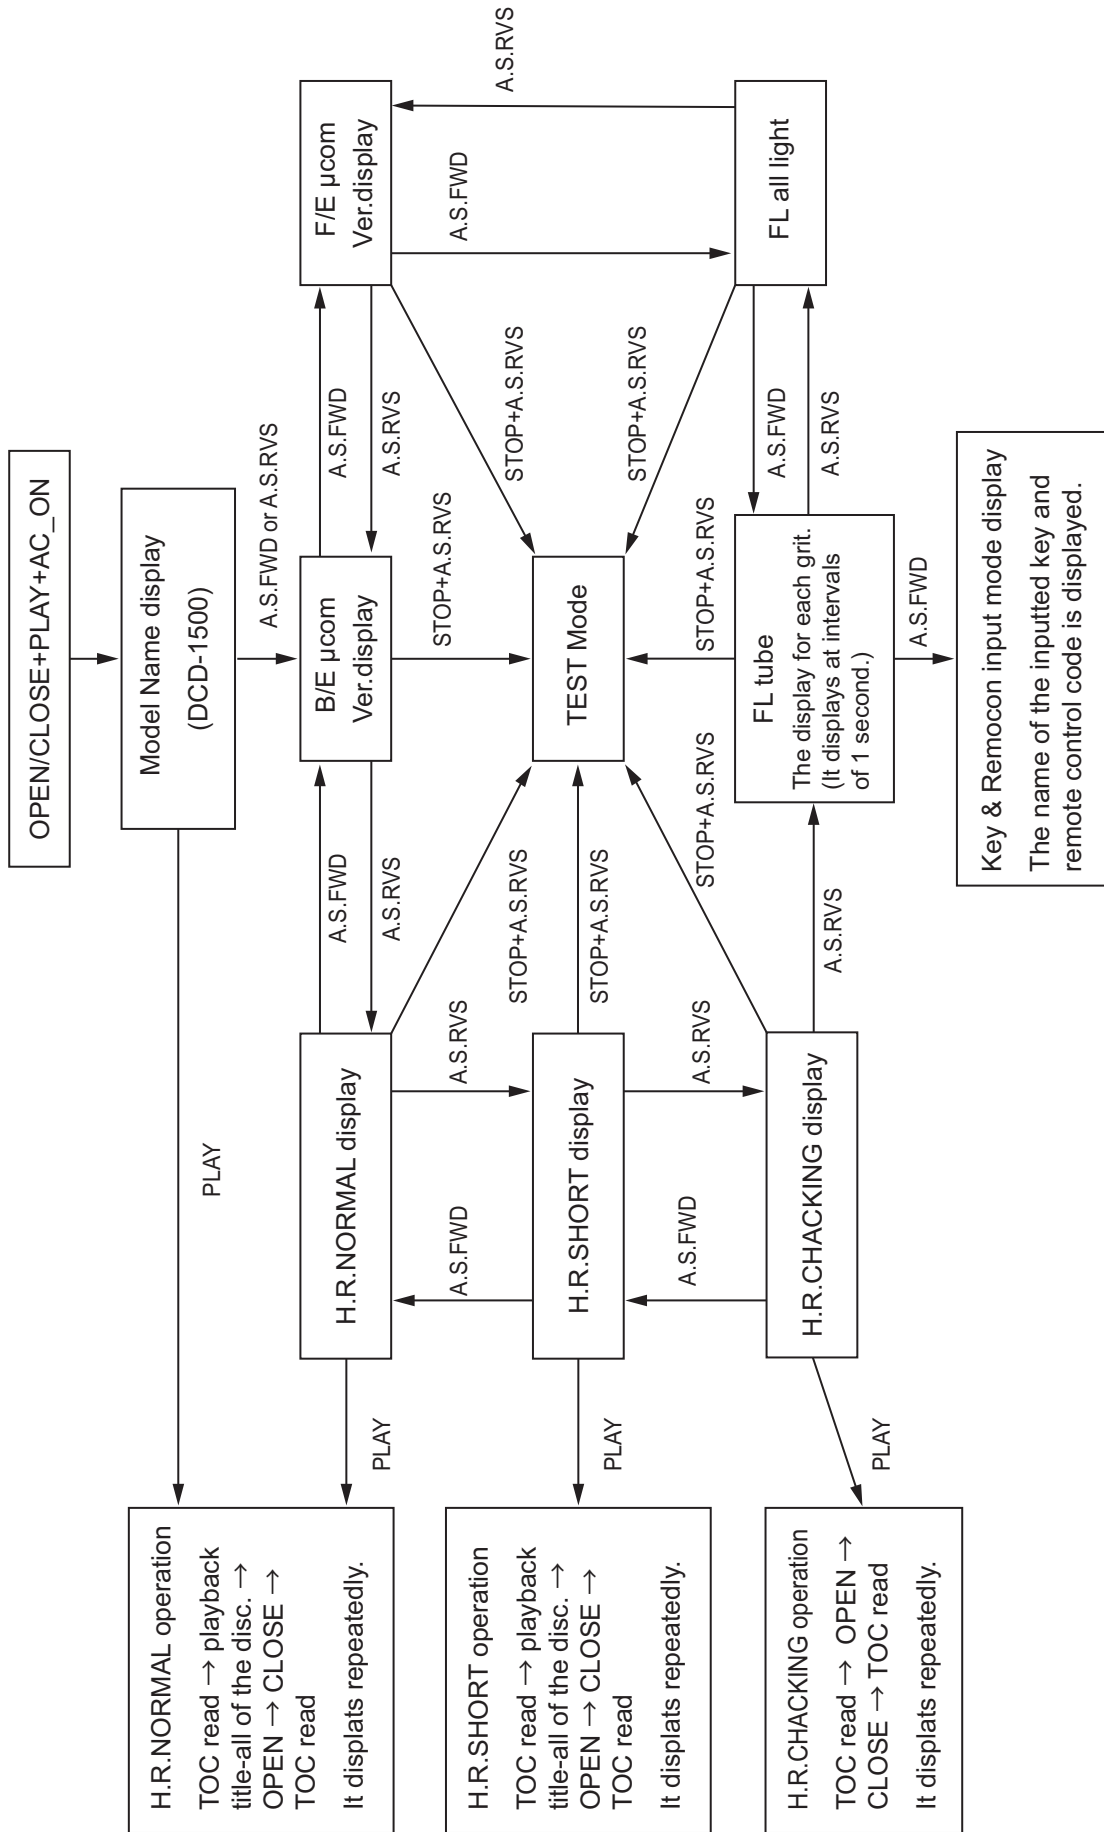 OPEN/CLOSE+PLAY+AC_ON
Model Name display
(DCD-1500)
PLAY
A.S.FWD or A.S.RVS
H.R.NORMAL operation
TOC read → playback
title-all of the disc. →
OPEN → CLOSE →
TOC read
It displats repeatedly.
PLAY
H.R.NORMAL display
A.S.FWD
A.S.RVS
B/E µcom
Ver.display
A.S.FWD
A.S.RVS
F/E µcom
Ver.display
A.S.FWD
A.S.RVS
A.S.FWD
A.S.RVS
STOP+A.S.RVS
STOP+A.S.RVS
STOP+A.S.RVS
H.R.SHORT operation
TOC read → playback
title-all of the disc. →
OPEN → CLOSE →
TOC read
It displats repeatedly.
PLAY
H.R.SHORT display
STOP+A.S.RVS
TEST Mode
A.S.FWD
A.S.RVS
STOP+A.S.RVS
STOP+A.S.RVS
STOP+A.S.RVS
H.R.CHACKING operation
TOC read → OPEN →
CLOSE → TOC read
It displats repeatedly.
PLAY
H.R.CHACKING display
A.S.RVS
FL tube
The display for each grit.
(It displays at intervals
of 1 second.)
A.S.FWD
A.S.RVS
FL all light
A.S.FWD
Key & Remocon input mode display
The name of the inputted key and
remote control code is displayed.